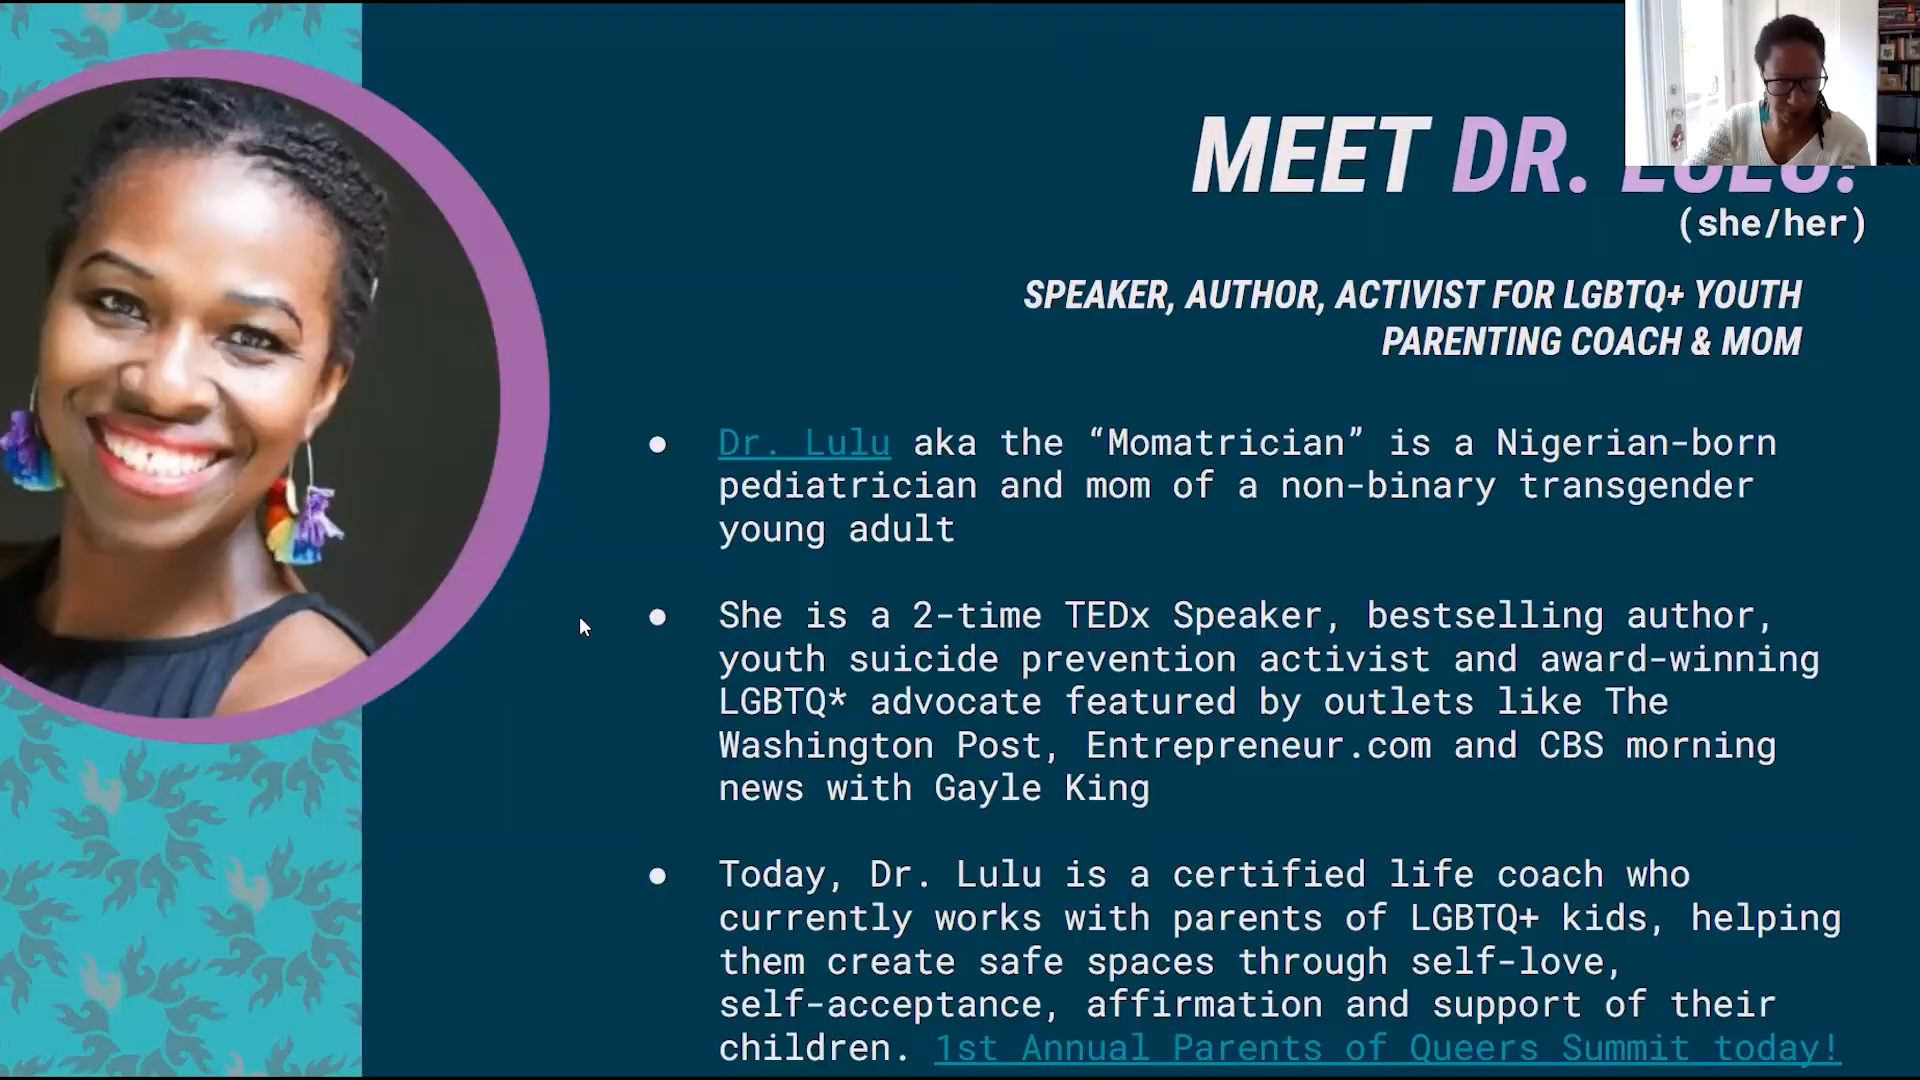 MEET DR. LULU!
(she/her)
SPEAKER, AUTHOR, ACTIVIST FOR LGBTQ+ YOUTH
PARENTING COACH & MOM
● Dr. Lulu aka the “Momatrician” is a Nigerian-born
pediatrician and mom of a non-binary transgender
young adult
● She is a 2-time TEDx Speaker, bestselling author,
youth suicide prevention activist and award-winning
LGBTQ* advocate featured by outlets like The
Washington Post, Entrepreneur.com and CBS morning
news with Gayle King
● Today, Dr. Lulu is a certified life coach who
currently works with parents of LGBTQ+ kids, helping
them create safe spaces through self-love,
self-acceptance, affirmation and support of their
children. 1st Annual Parents of Queers Summit today!